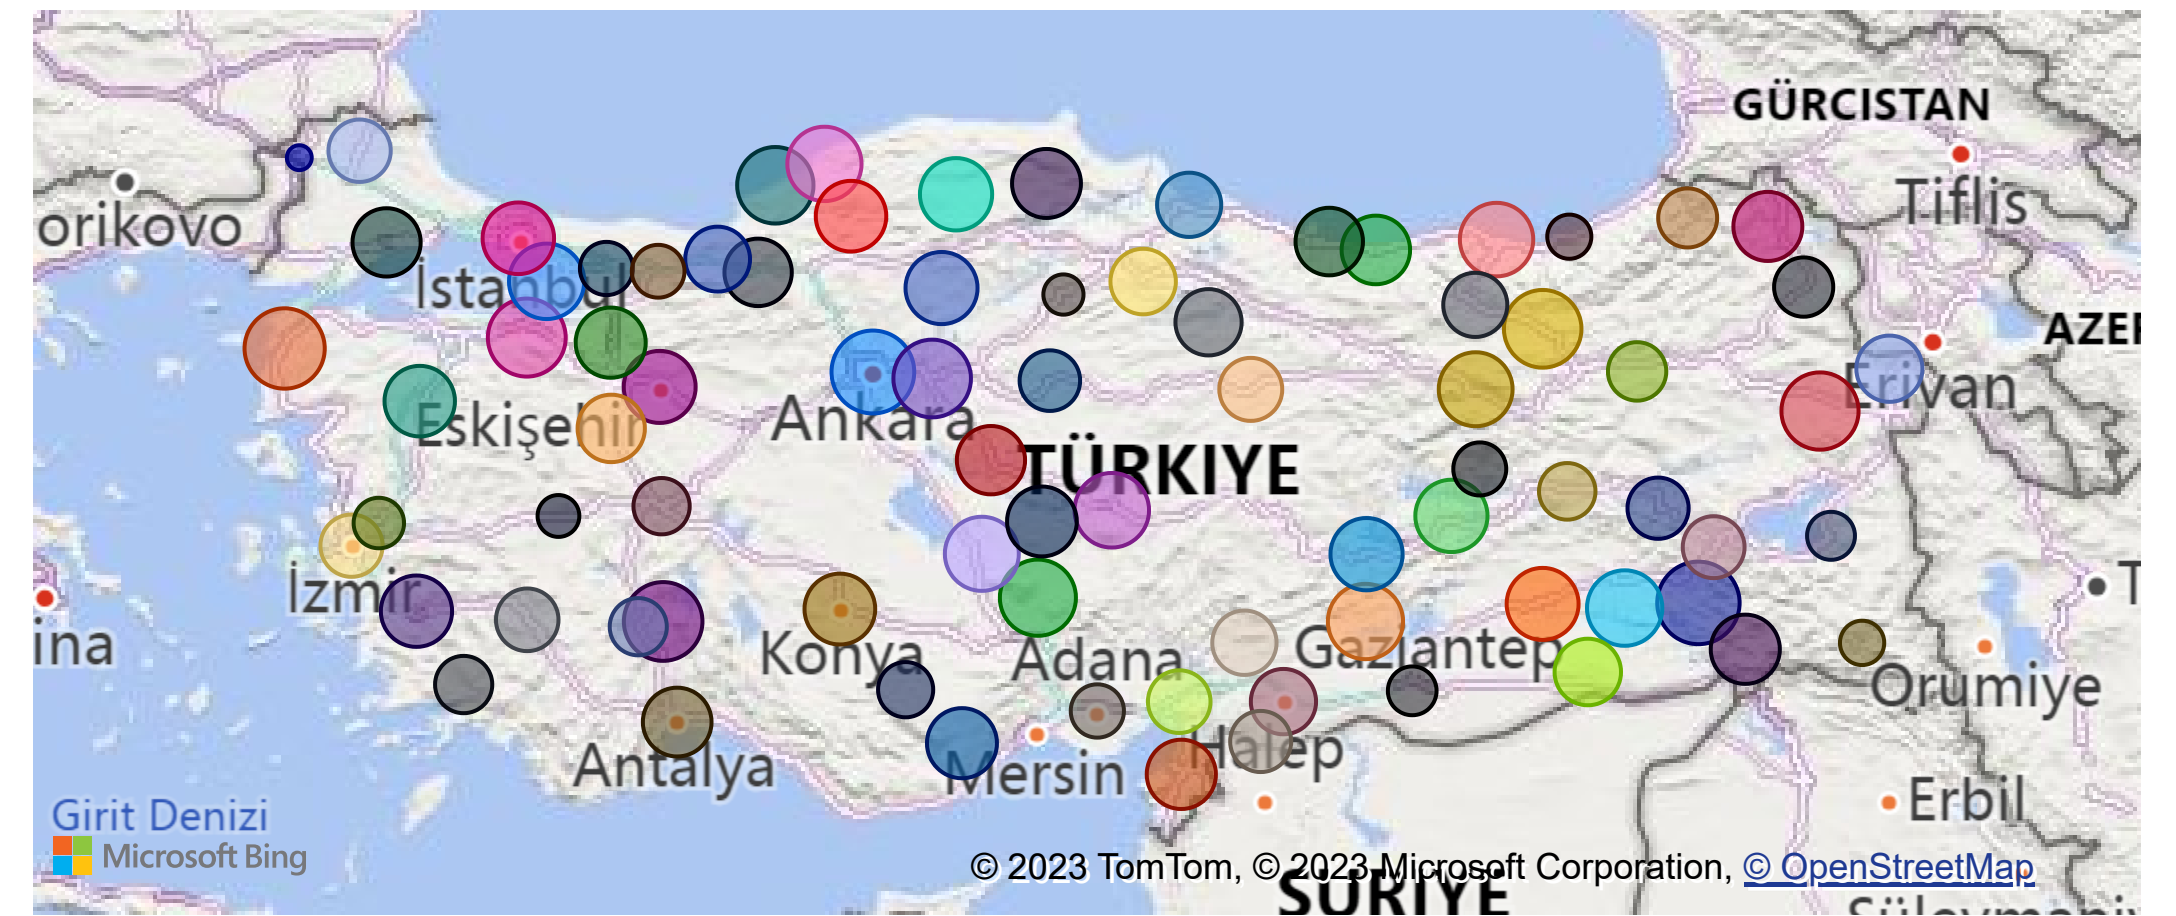 GÜRCISTAN
Tiflis
orikovo
İstanbul
AZEF
Erivan
Eskişehir
Ankara
TÜRKIYE
İzmir
ina
Konya
Adana
Gaziantep
Orumiye
Antalya
Mersin
Halep
Erbil
Girit Denizi
Microsoft Bing
© 2023 TomTom, © 2023 Microsoft Corporation, © OpenStreetMap
SURIYE